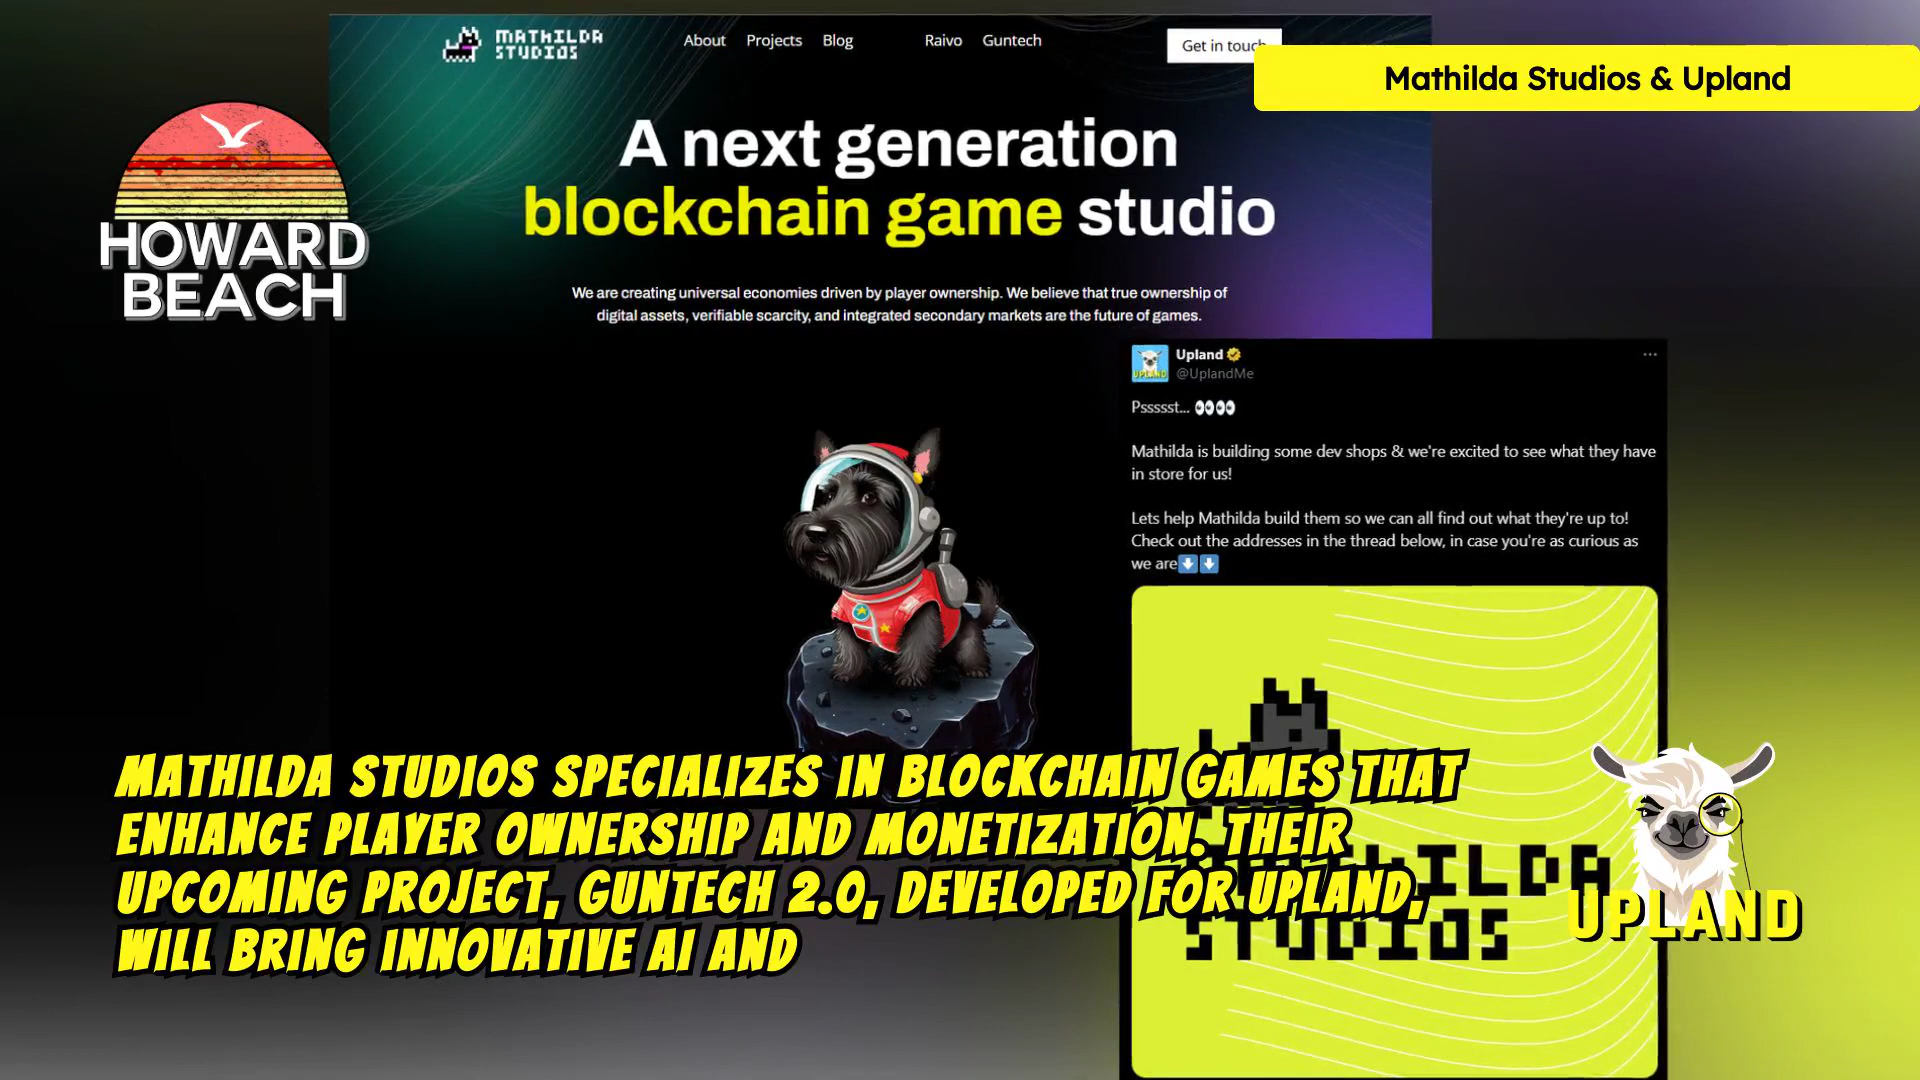 MATHILDA
STUDIOS
About Projects Blog Raivo Guntech
Get in touch
Mathilda Studios & Upland
A next generation
blockchain game studio
We are creating universal economies driven by player ownership. We believe that true ownership of
digital assets, verifiable scarcity, and integrated secondary markets are the future of games.
HOWARD
BEACH
Upland
@UplandMe
UPLAND
Pssssst... 👀👀
Mathilda is building some dev shops & we're excited to see what they have
in store for us!
Lets help Mathilda build them so we can all find out what they're up to!
Check out the addresses in the thread below, in case you're as curious as
we are⬇️⬇️
MATHILDA STUDIOS SPECIALIZES IN BLOCKCHAIN GAMES THAT
ENHANCE PLAYER OWNERSHIP AND MONETIZATION. THEIR
UPCOMING PROJECT, GUNTECH 2.0, DEVELOPED FOR UPLAND,
WILL BRING INNOVATIVE AI AND
MATHILDA
STUDIOS
UPLAND